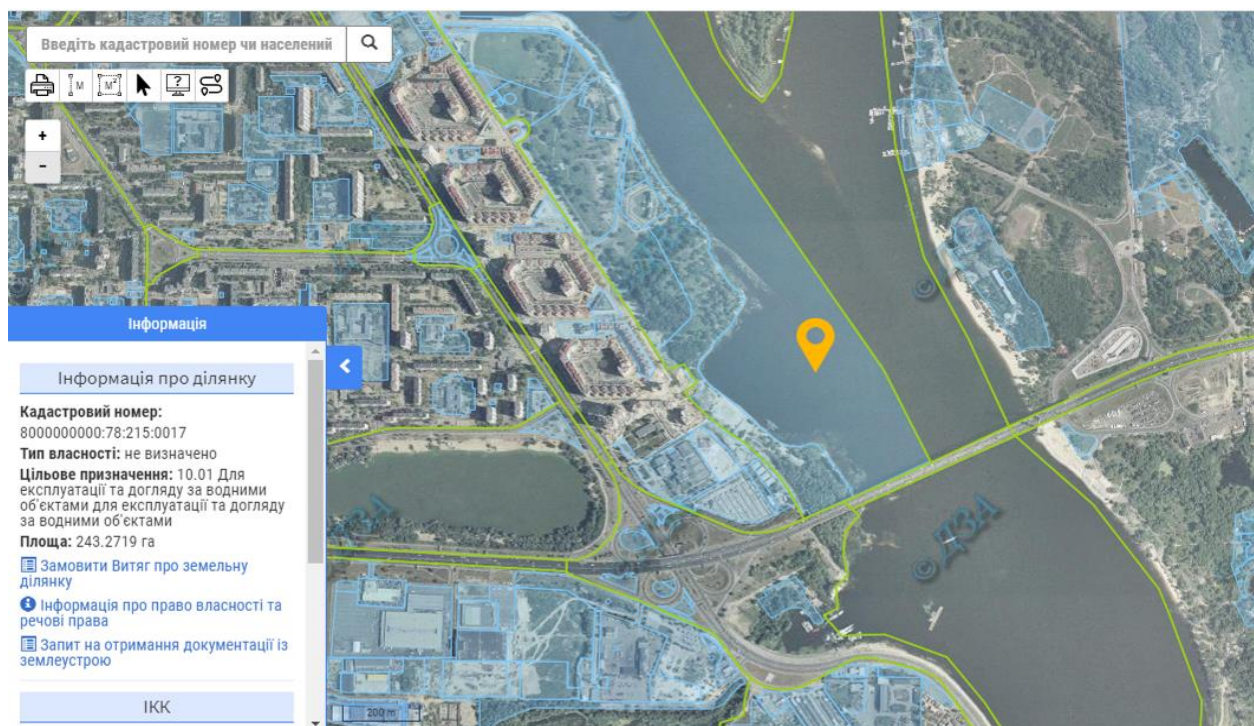 Введіть кадастровий номер чи населений
M
M²
?
+
-
© ДЗА
Інформація
Інформація про ділянку
Кадастровий номер:
8000000000:78:215:0017
Тип власності: не визначено
Цільове призначення: 10.01 Для
експлуатації та догляду за водними
об'єктами для експлуатації та догляду
за водними об'єктами
Площа: 243.2719 га
Замовити Витяг про земельну
ділянку
Інформація про право власності та
речові права
Запит на отримання документації із
землеустрою
ІКК
200 m